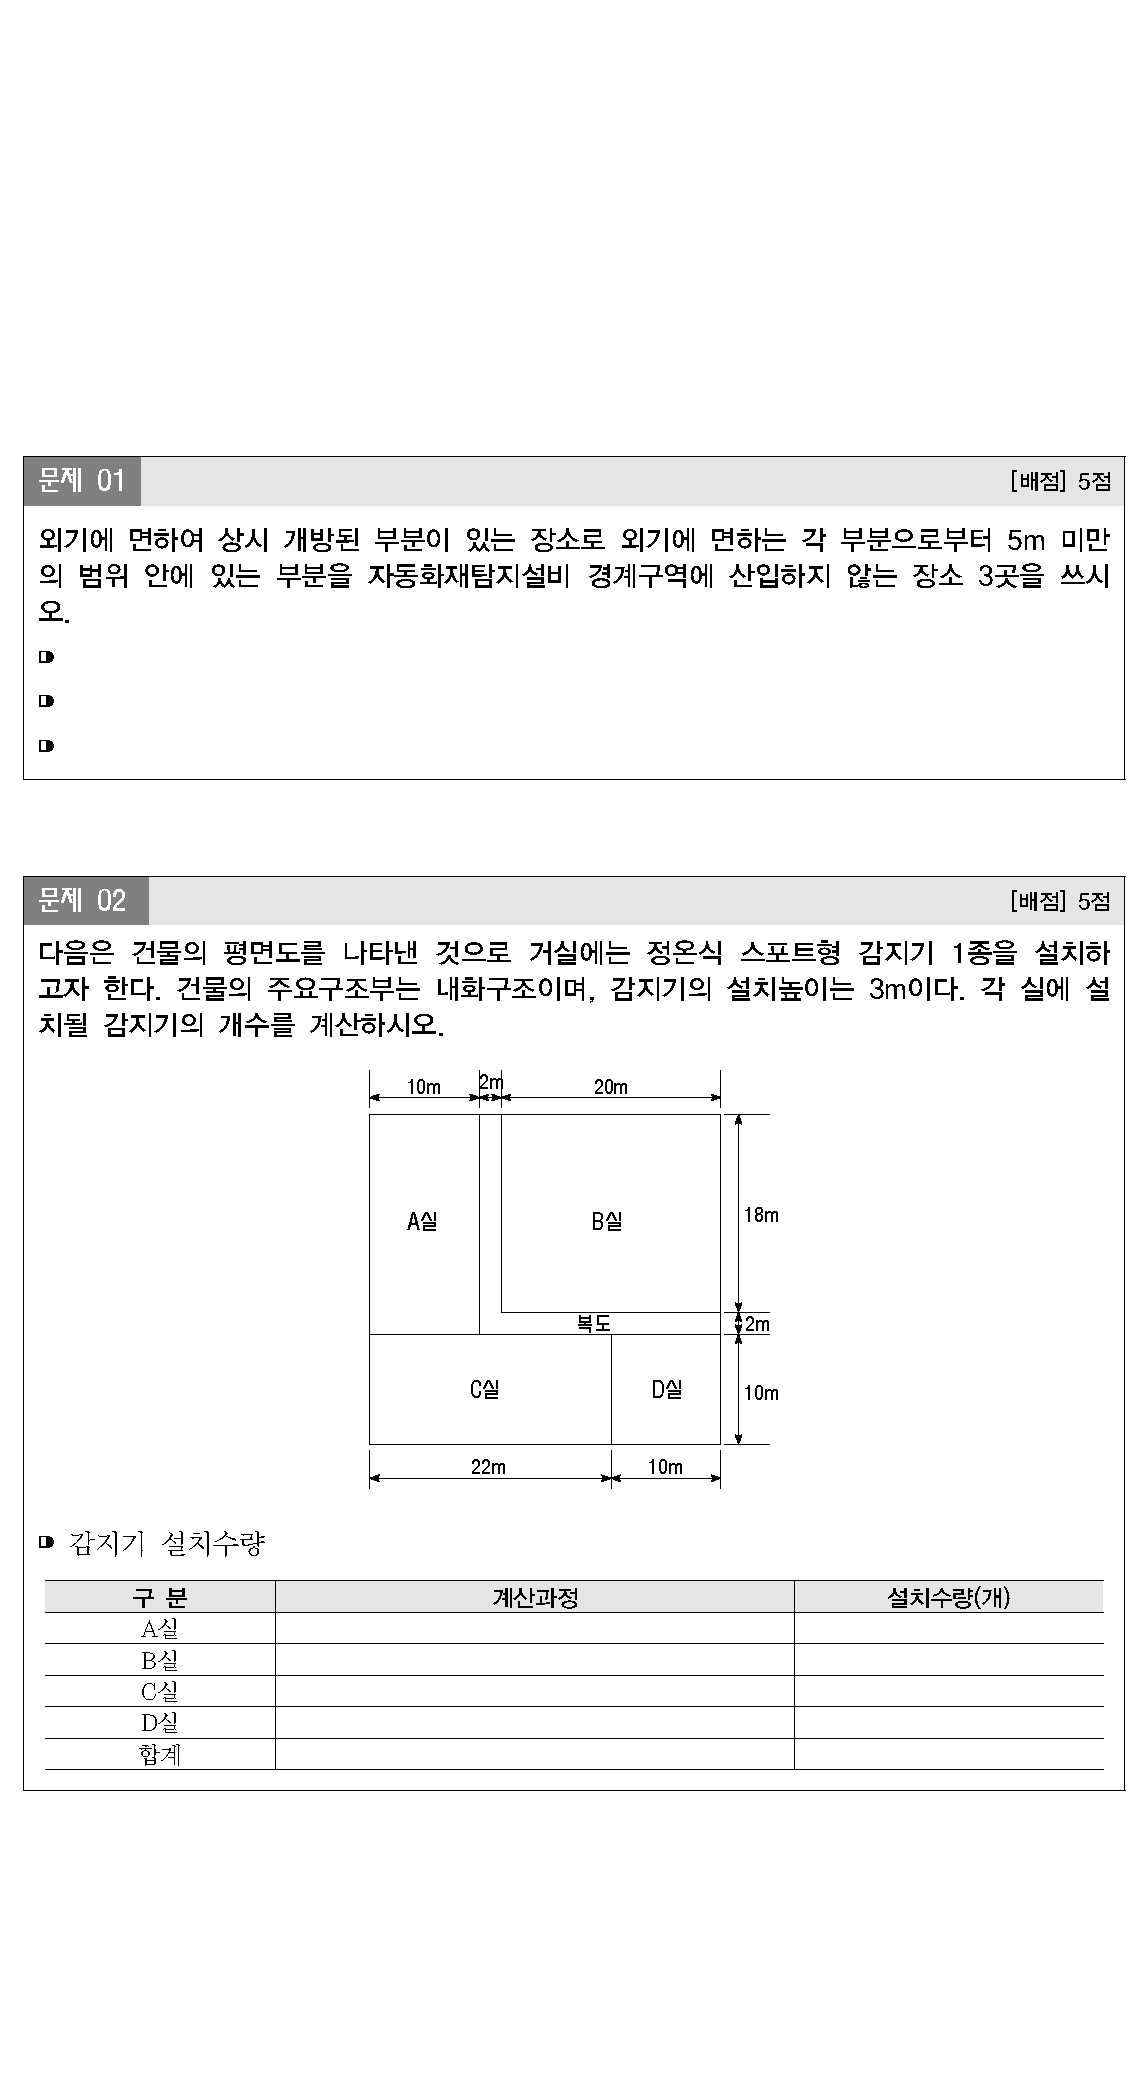 문제 01
[배점] 5점
외기에 면하여 상시 개방된 부분이 있는 장소로 외기에 면하는 각 부분으로부터 5m 미만
의 범위 안에 있는 부분을 자동화재탐지설비 경계구역에 산입하지 않는 장소 3곳을 쓰시
오.
문제 02
[배점] 5점
다음은 건물의 평면도를 나타낸 것으로 거실에는 정온식 스포트형 감지기 1종을 설치하
고자 한다. 건물의 주요구조부는 내화구조이며, 감지기의 설치높이는 3m이다. 각 실에 설
치될 감지기의 개수를 계산하시오.
10m 2m 20m
A실 B실 18m
복도 2m
C실 D실 10m
22m 10m
감지기 설치수량
구 분 계산과정 설치수량(개)
A실
B실
C실
D실
합계